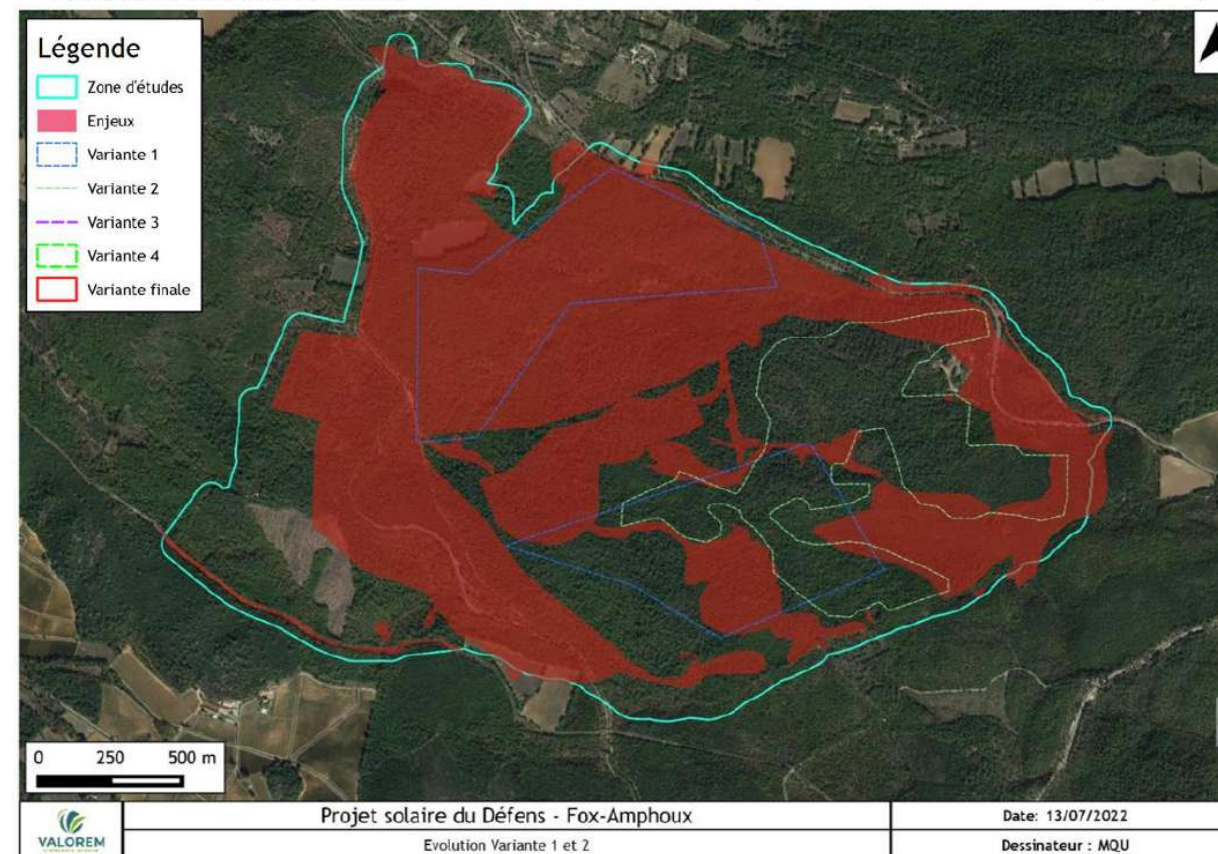 Légende
Zone d'études
Enjeux
Variante 1
Variante 2
Variante 3
Variante 4
Variante finale
0 250 500 m
VALOREM
Projet solaire du Défens - Fox-Amphoux
Evolution Variante 1 et 2
Date: 13/07/2022
Dessinateur : MQU